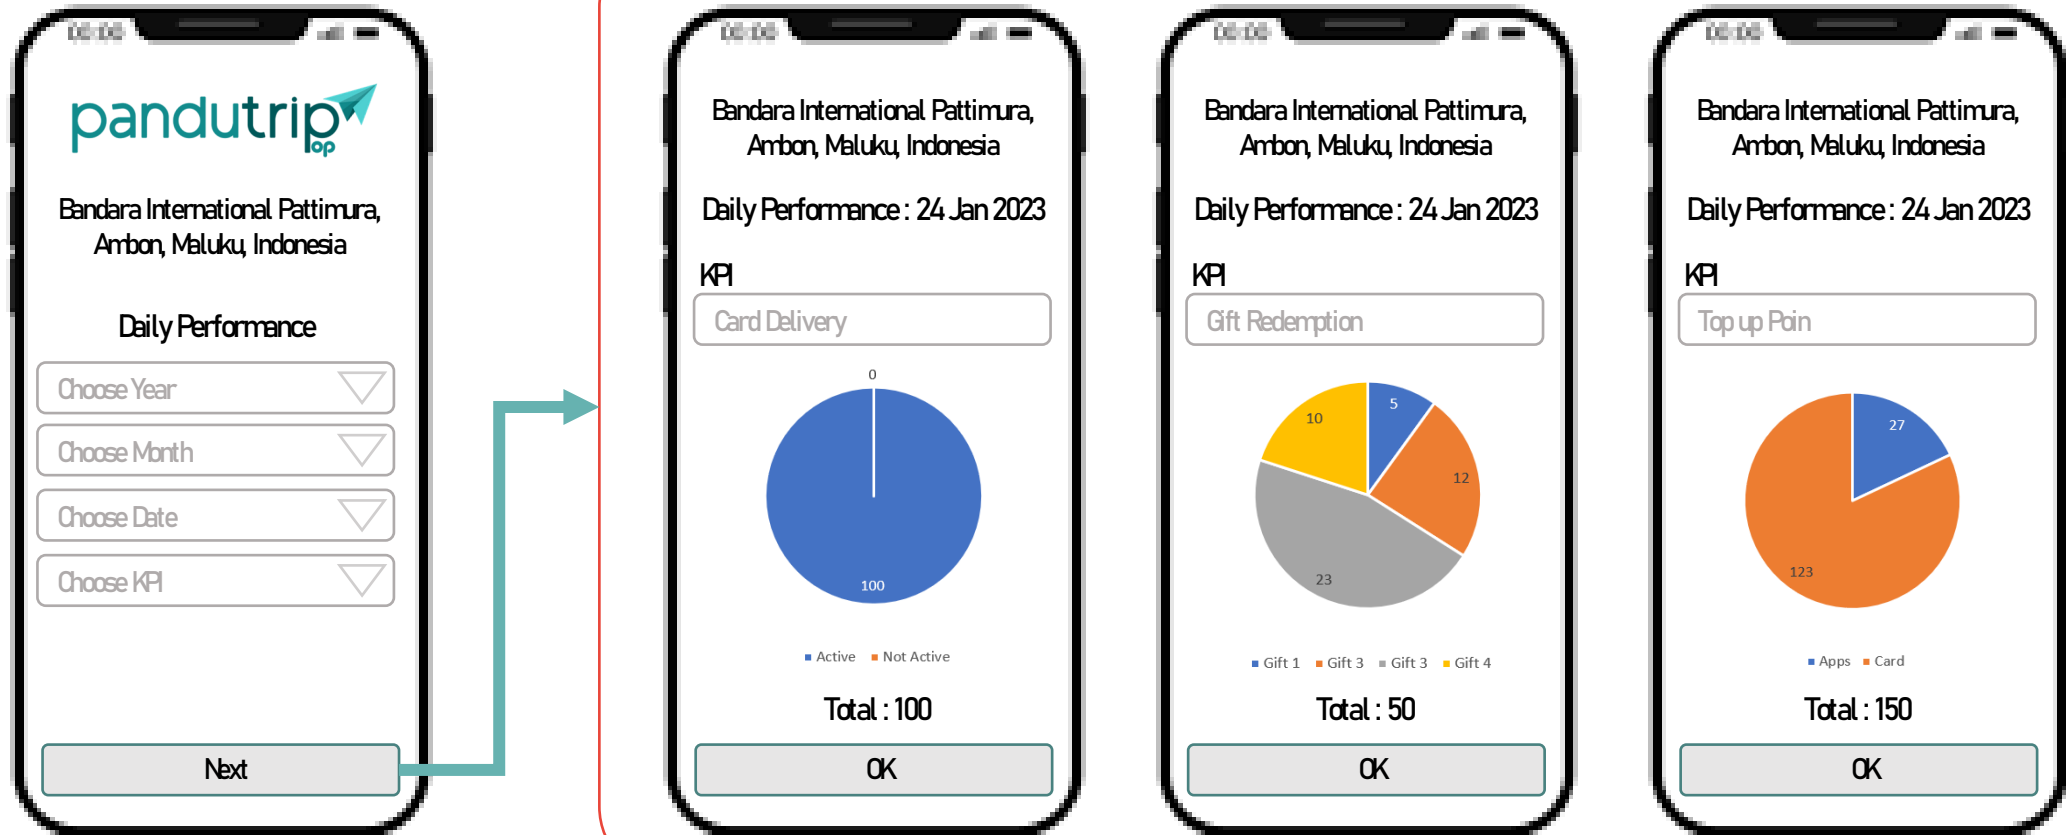 00:00
pandutrip
op
Bandara International Pattimura,
Ambon, Maluku, Indonesia
Daily Performance
Choose Year
Choose Month
Choose Date
Choose KPI
Next
00:00
Bandara International Pattimura,
Ambon, Maluku, Indonesia
Daily Performance : 24 Jan 2023
KPI
Card Delivery
0
100
Active Not Active
Total : 100
OK
00:00
Bandara International Pattimura,
Ambon, Maluku, Indonesia
Daily Performance : 24 Jan 2023
KPI
Gift Redemption
5
10
12
23
Gift 1 Gift 3 Gift 3 Gift 4
Total : 50
OK
00:00
Bandara International Pattimura,
Ambon, Maluku, Indonesia
Daily Performance : 24 Jan 2023
KPI
Top up Poin
27
123
Apps Card
Total : 150
OK